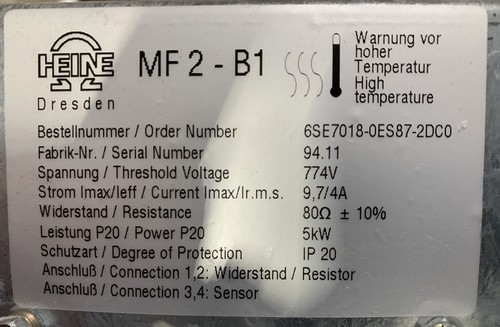 HEINE
Dresden
MF 2 - B1
Warnung vor
hoher
Temperatur
High
temperature
Bestellnummer / Order Number 6SE7018-0ES87-2DC0
Fabrik-Nr. / Serial Number 94.11
Spannung / Threshold Voltage 774V
Strom Imax/Ieff / Current Imax/Ir.m.s. 9,7/4A
Widerstand / Resistance 80Ω ± 10%
Leistung P20 / Power P20 5kW
Schutzart / Degree of Protection IP 20
Anschluß / Connection 1,2: Widerstand / Resistor
Anschluß / Connection 3,4: Sensor